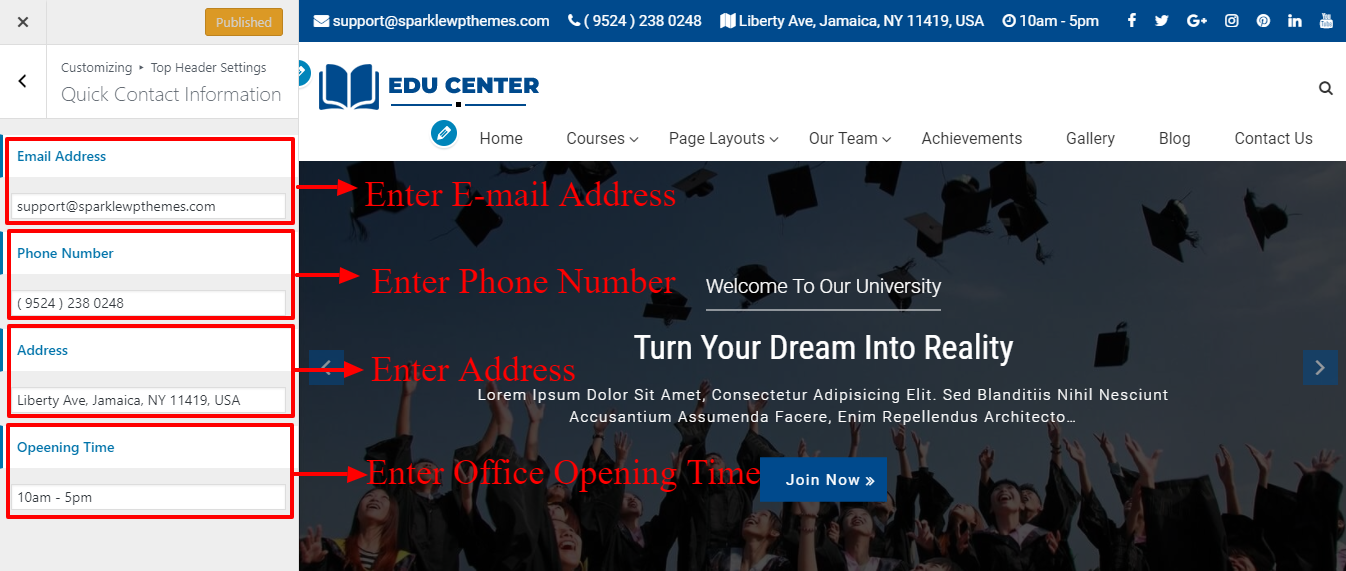 Published
Customizing ▸ Top Header Settings
Quick Contact Information
Email Address
support@sparklewpthemes.com
Phone Number
( 9524 ) 238 0248
Address
Liberty Ave, Jamaica, NY 11419, USA
Opeening Time
10am - 5pm
support@sparklewpthemes.com ( 9524 ) 238 0248 Liberty Ave, Jamaica, NY 11419, USA 10am - 5pm
EDU CENTER
Home Courses Page Layouts Our Team Achievements Gallery Blog Contact Us
Enter E-mail Address
Enter Phone Number
Welcome To Our University
Turn Your Dream Into Reality
Enter Address
Lorem Ipsum Dolor Sit Amet, Consectetur Adipisicing Elit. Sed Blanditiis Nihil Nesciunt
Accusantium Assumenda Facere, Enim Repellendus Architecto…
Enter Office Opening Time
Join Now »